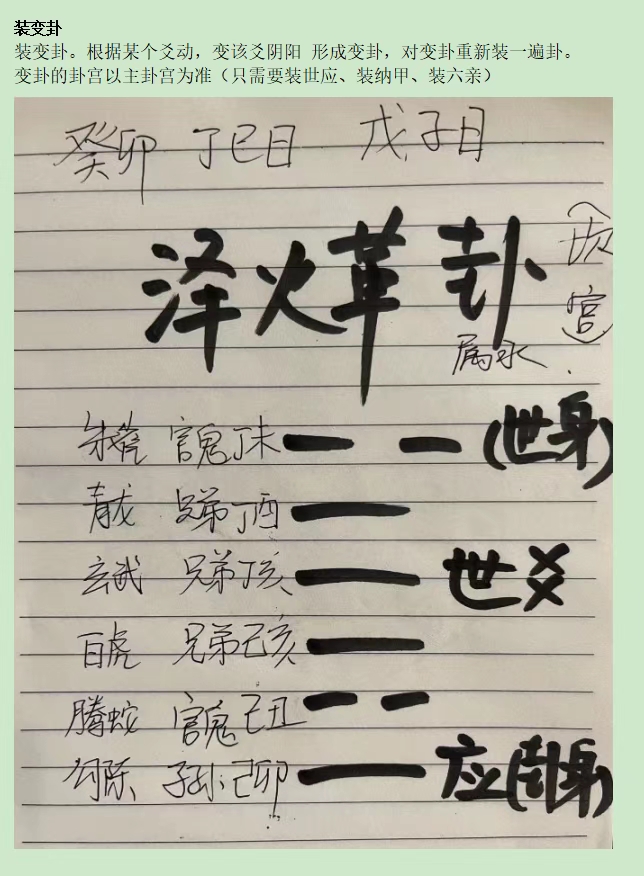 装变卦
装变卦。根据某个爻动，变该爻阴阳 形成变卦，对变卦重新装一遍卦。
变卦的卦宫以主卦宫为准（只需要装世应、装纳甲、装六亲）
癸卯 丁巳日 戊子日
泽火革卦 (坎宫)
属水
朱雀 官鬼丁未 (世身)
青龙 兄弟丁酉
玄武 兄弟丁亥 世爻
白虎 兄弟己亥
腾蛇 官鬼己丑
勾陈 子孙己卯 应(卦身)